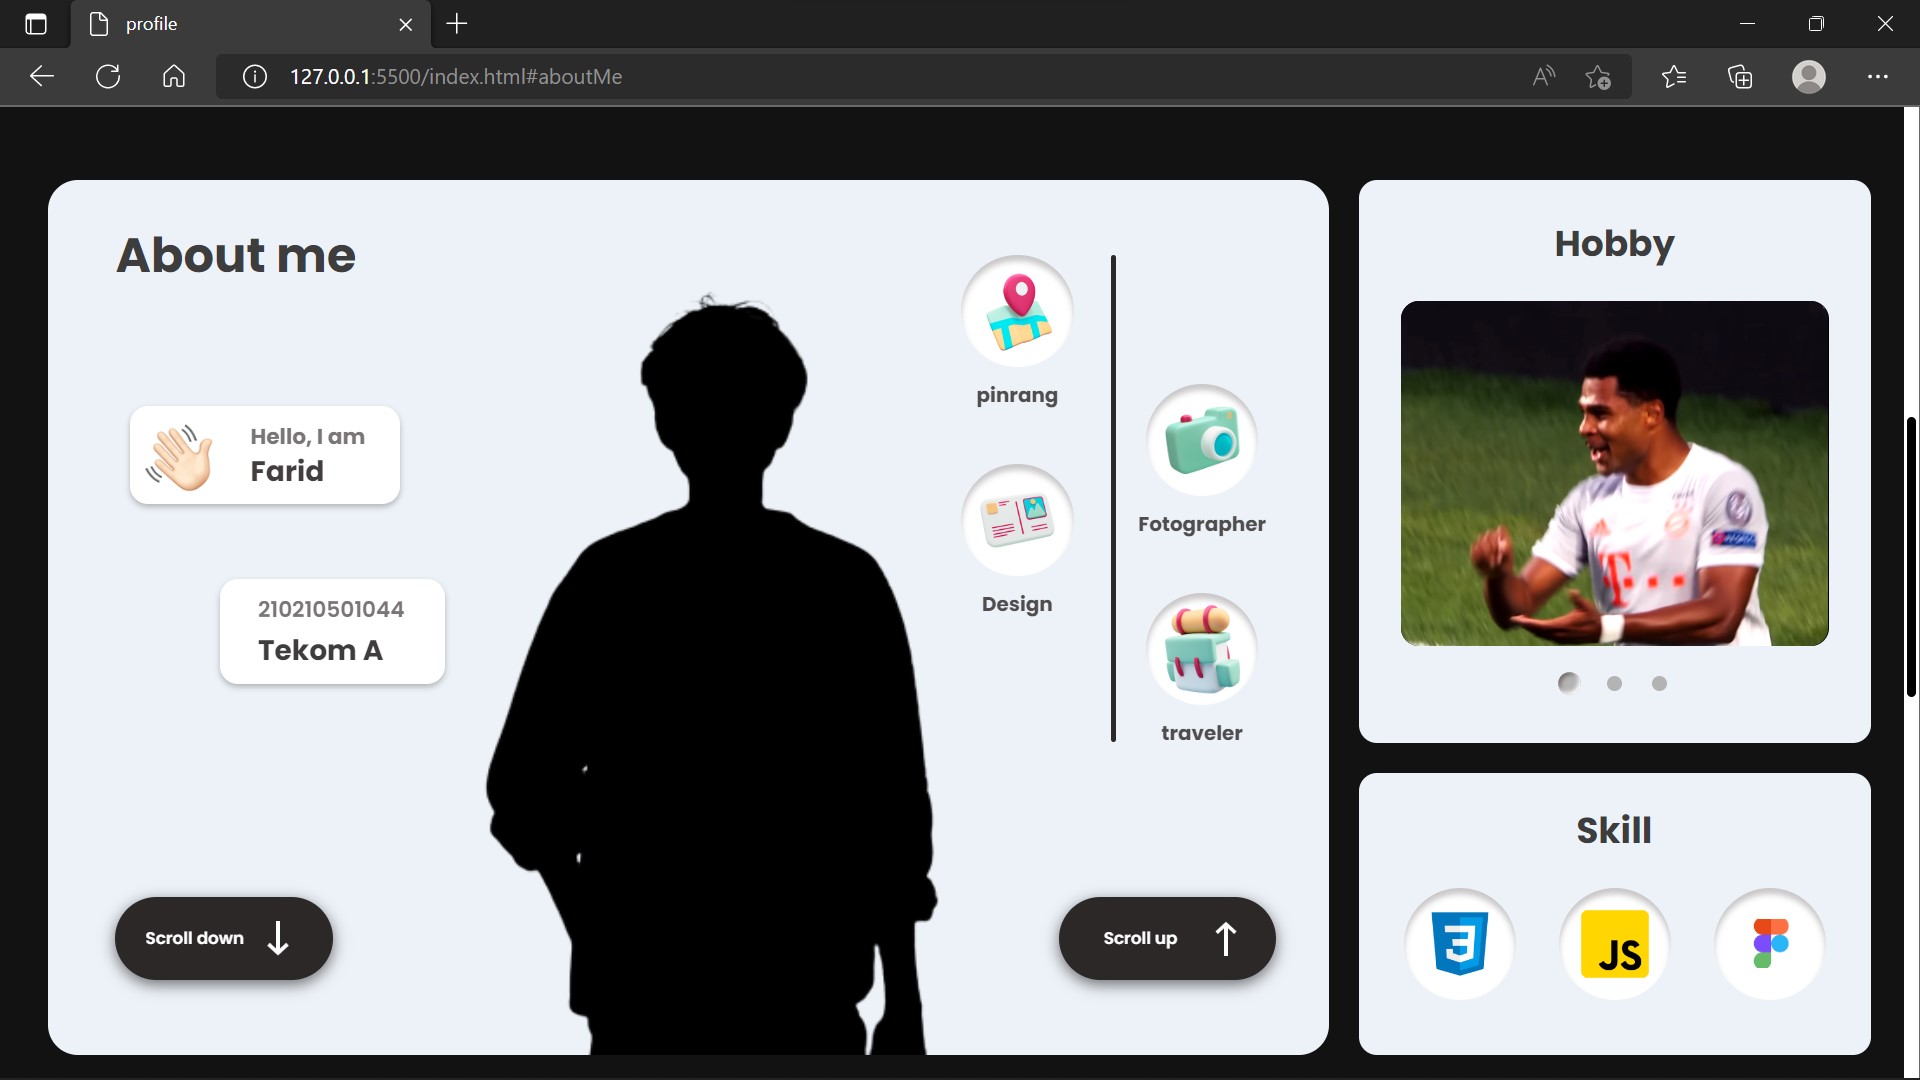 profile
127.0.0.1:5500/index.html#aboutMe
About me
Hello, I am
Farid
210210501044
Tekom A
pinrang
Design
Fotographer
traveler
Scroll down
Scroll up
Hobby
T
Skill
3
JS